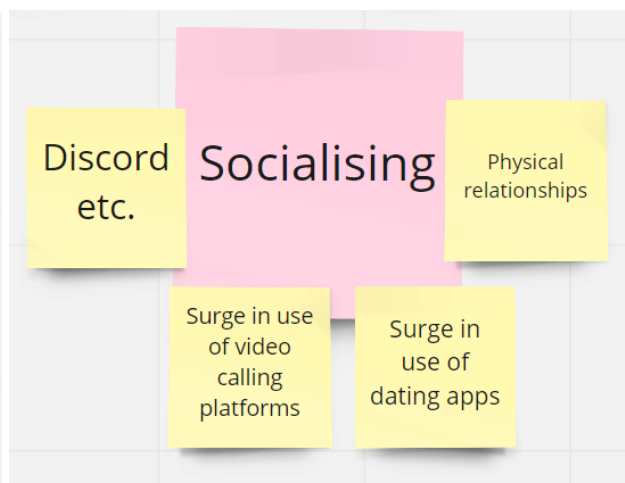 Discord
etc.
Socialising
Physical
relationships
Surge in use
of video
calling
platforms
Surge in
use of
dating apps